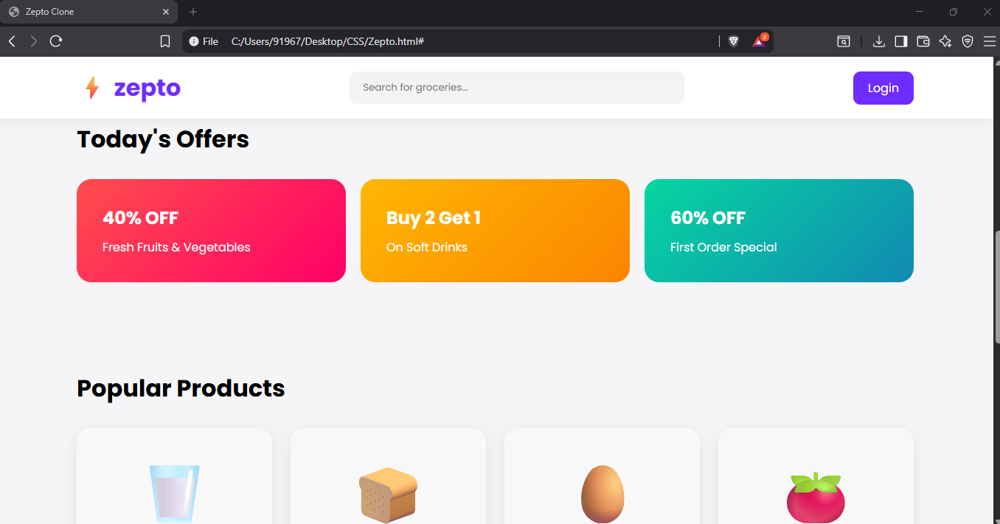 Zepto Clone
File C:/Users/91967/Desktop/CSS/Zepto.html#
2
zepto
Search for groceries...
Login
Today's Offers
40% OFF
Fresh Fruits & Vegetables
Buy 2 Get 1
On Soft Drinks
60% OFF
First Order Special
Popular Products